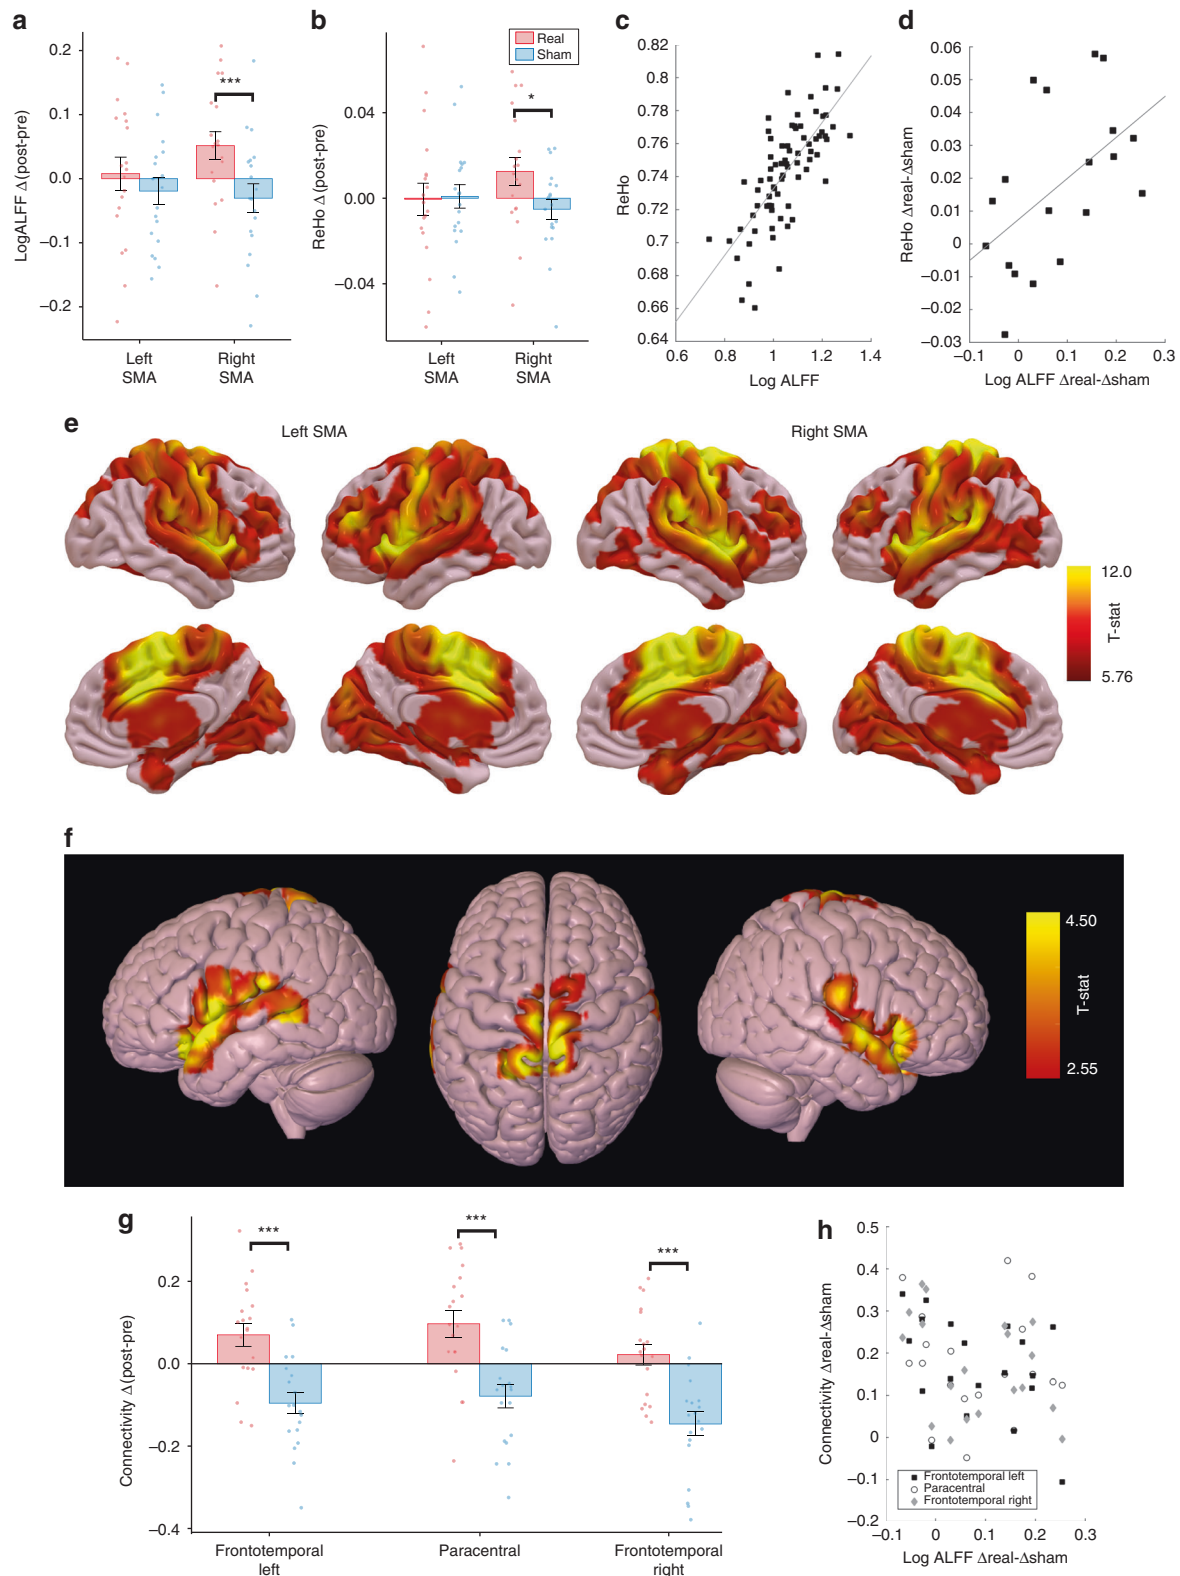 a
LogALFF Δ(post-pre)
0.2
0.1
0.0
−0.1
−0.2
***
Left
SMA
Right
SMA
b
ReHo Δ (post-pre)
0.04
0.00
−0.04
Real
Sham
*
Left
SMA
Right
SMA
c
ReHo
0.82
0.8
0.78
0.76
0.74
0.72
0.7
0.68
0.66
0.64
0.6
0.8
1
1.2
1.4
Log ALFF
d
ReHo Δreal-Δsham
0.06
0.05
0.04
0.03
0.02
0.01
0
−0.01
−0.02
−0.03
−0.1
0
0.1
0.2
0.3
Log ALFF Δreal-Δsham
e
Left SMA
Right SMA
12.0
T-stat
5.76
f
4.50
T-stat
2.55
g
Connectivity Δ(post-pre)
0.2
0.0
−0.2
−0.4
***
***
***
Frontotemporal
left
Paracentral
Frontotemporal
right
h
Connectivity Δreal-Δsham
0.5
0.4
0.3
0.2
0.1
0
−0.1
−0.2
Frontotemporal left
Paracentral
Frontotemporal right
−0.1
0
0.1
0.2
0.3
Log ALFF Δreal-Δsham